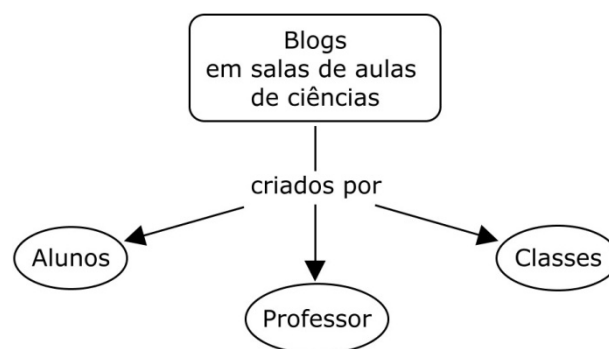 Blogs
em salas de aulas
de ciências
criados por
Alunos
Classes
Professor